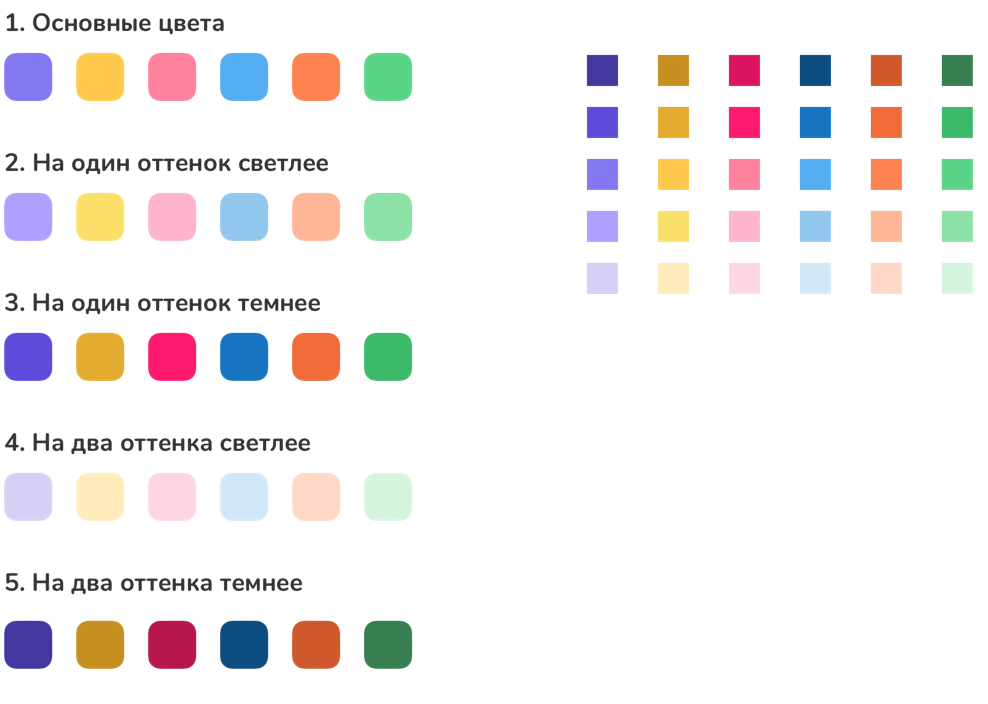 1. Основные цвета
2. На один оттенок светлее
3. На один оттенок темнее
4. На два оттенка светлее
5. На два оттенка темнее